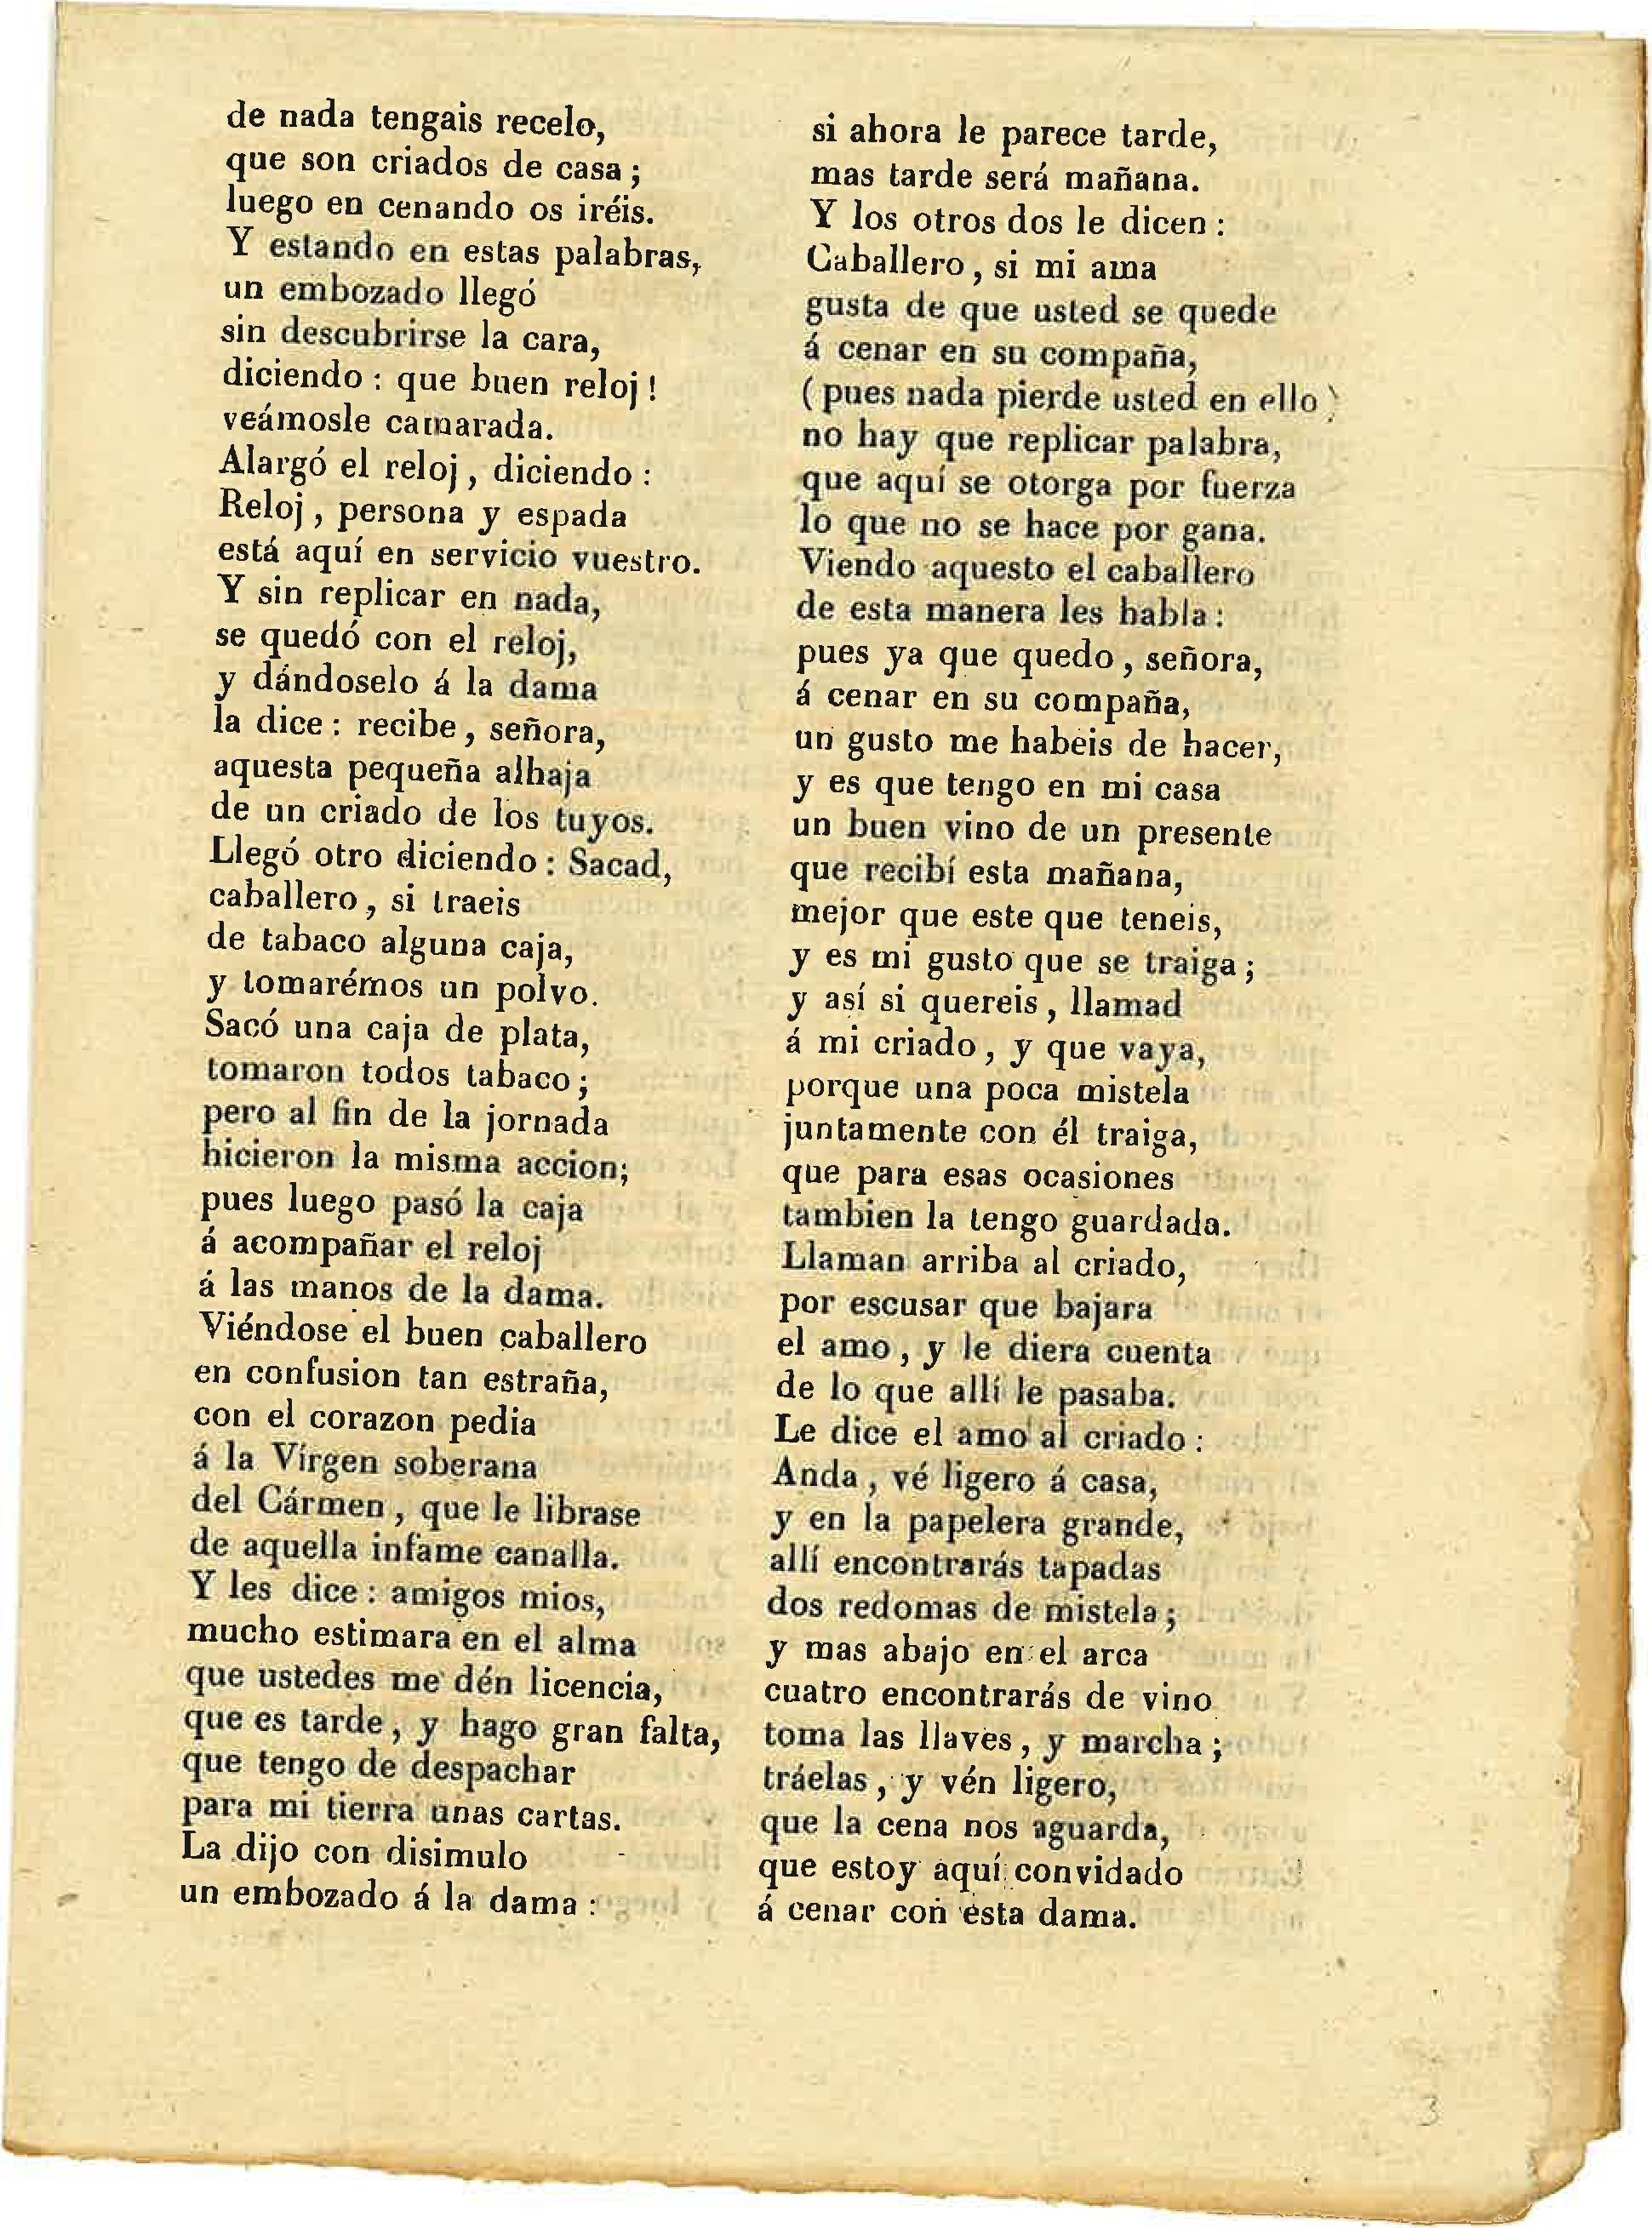 de nada tengais recelo,
que son criados de casa;
luego en cenando os iréis.
Y estando en estas palabras,
un embozado llegó
sin descubrirse la cara,
diciendo: que buen reloj!
veámosle camarada.
Alargó el reloj, diciendo:
Reloj, persona y espada
está aquí en servicio vuestro.
Y sin replicar en nada,
se quedó con el reloj,
y dándoselo á la dama
la dice: recibe, señora,
aquesta pequeña alhaja
de un criado de los tuyos.
Llegó otro diciendo: Sacad,
caballero, si traeis
de tabaco alguna caja,
y tomarémos un polvo.
Sacó una caja de plata,
tomaron todos tabaco;
pero al fin de la jornada
hicieron la misma accion;
pues luego pasó la caja
á acompañar el reloj
á las manos de la dama.
Viéndose el buen caballero
en confusion tan estraña,
con el corazon pedia
á la Vírgen soberana
del Cármen, que le librase
de aquella infame canalla.
Y les dice: amigos mios,
mucho estimara en el alma
que ustedes me dén licencia,
que es tarde, y hago gran falta,
que tengo de despachar
para mi tierra unas cartas.
La dijo con disimulo
un embozado á la dama:
si ahora le parece tarde,
mas tarde será mañana.
Y los otros dos le dicen:
Caballero, si mi ama
gusta de que usted se quede
á cenar en su compaña,
(pues nada pierde usted en ello)
no hay que replicar palabra,
que aquí se otorga por fuerza
lo que no se hace por gana.
Viendo aquesto el caballero
de esta manera les habla:
pues ya que quedo, señora,
á cenar en su compaña,
un gusto me habeis de hacer,
y es que tengo en mi casa
un buen vino de un presente
que recibí esta mañana,
mejor que este que teneis,
y es mi gusto que se traiga;
y así si quereis, llamad
á mi criado, y que vaya,
porque una poca mistela
juntamente con él traiga,
que para esas ocasiones
tambien la tengo guardada.
Llaman arriba al criado,
por escusar que bajara
el amo, y le diera cuenta
de lo que allí le pasaba.
Le dice el amo al criado:
Anda, vé ligero á casa,
y en la papelera grande,
allí encontrarás tapadas
dos redomas de mistela;
y mas abajo en el arca
cuatro encontrarás de vino
toma las llaves, y marcha;
tráelas, y vén ligero,
que la cena nos aguarda,
que estoy aquí convidado
á cenar con esta dama.
3